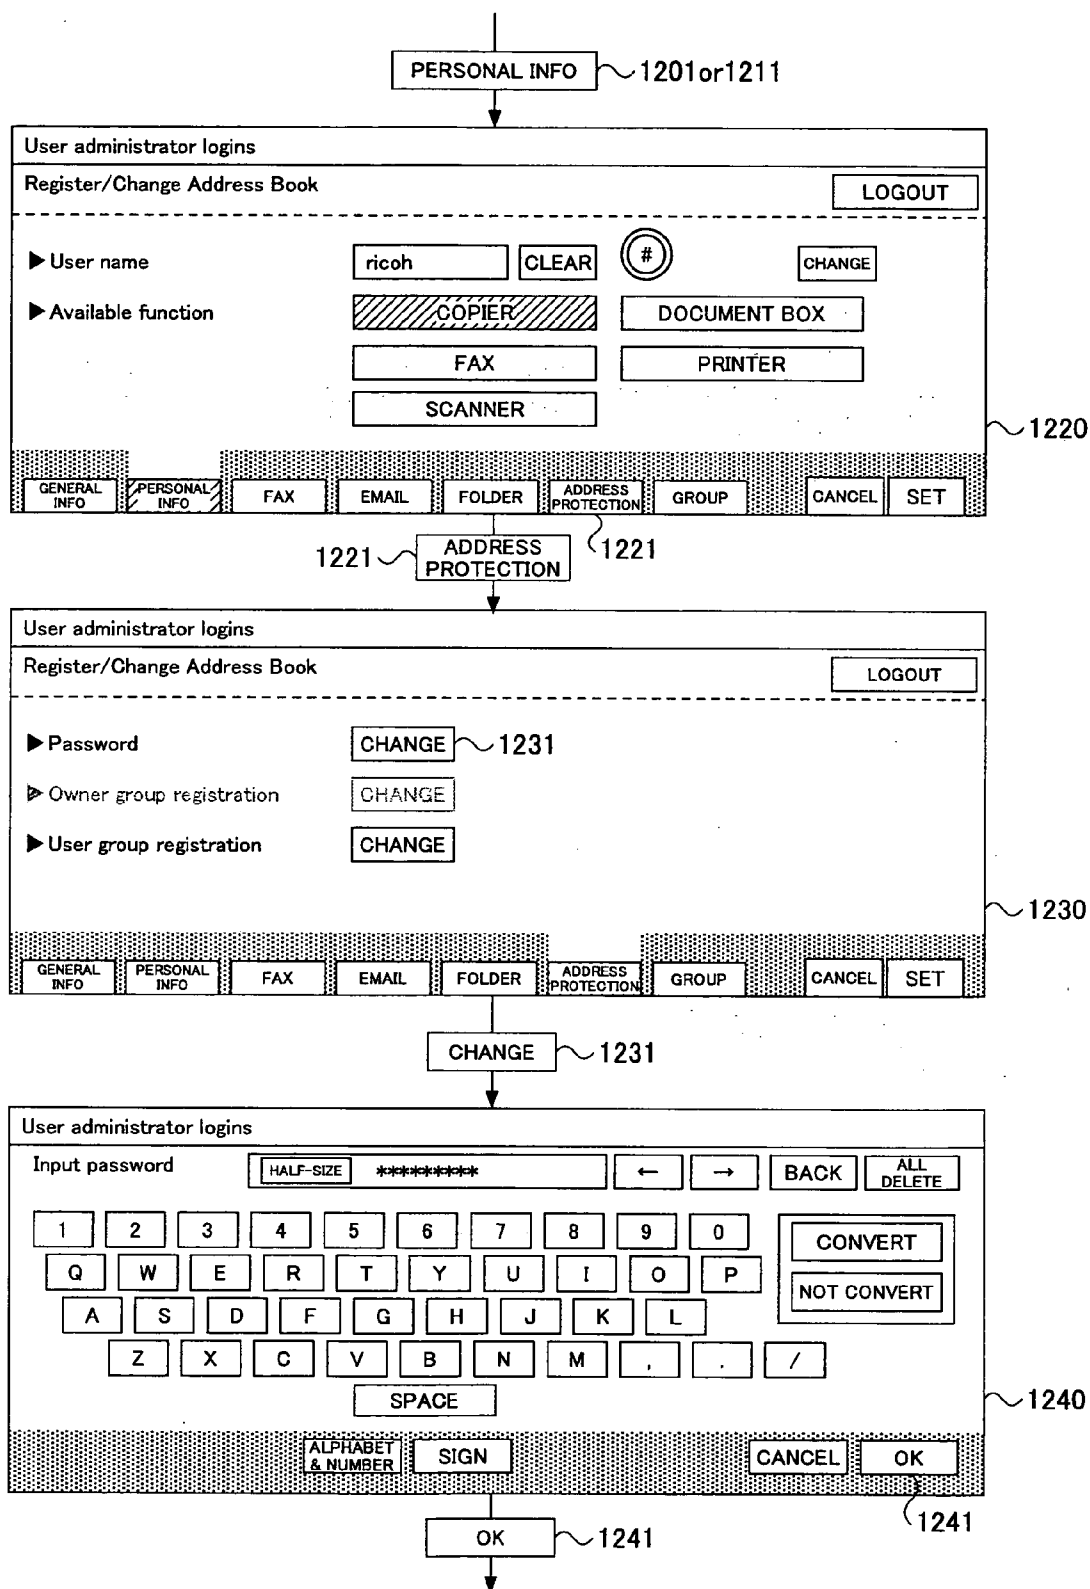 PERSONAL INFO 1201or1211
User administrator logins
Register/Change Address Book LOGOUT
User name ricoh CLEAR # CHANGE
Available function COPIER DOCUMENT BOX
FAX PRINTER
SCANNER
1220
GENERAL INFO PERSONAL INFO FAX EMAIL FOLDER ADDRESS PROTECTION GROUP CANCEL SET
1221 ADDRESS PROTECTION 1221
User administrator logins
Register/Change Address Book LOGOUT
Password CHANGE 1231
Owner group registration CHANGE
User group registration CHANGE
1230
GENERAL INFO PERSONAL INFO FAX EMAIL FOLDER ADDRESS PROTECTION GROUP CANCEL SET
CHANGE 1231
User administrator logins
Input password HALF-SIZE ********* ← → BACK ALL DELETE
1 2 3 4 5 6 7 8 9 0 CONVERT
Q W E R T Y U I O P
NOT CONVERT
A S D F G H J K L
Z X C V B N M , . /
SPACE 1240
ALPHABET & NUMBER SIGN CANCEL OK
1241
OK 1241